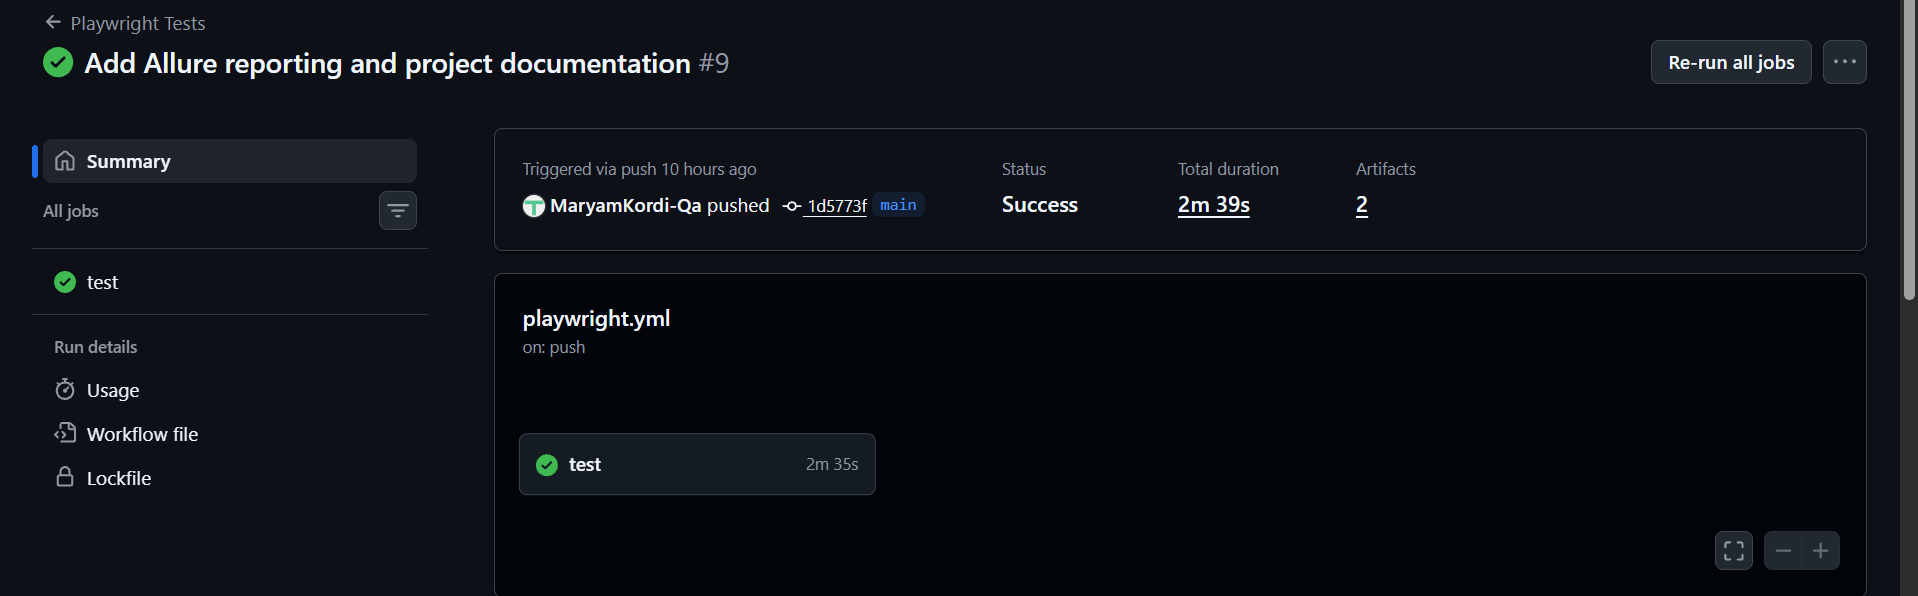 Playwright Tests
Add Allure reporting and project documentation #9
Re-run all jobs
Summary
All jobs
test
Run details
Usage
Workflow file
Lockfile
Triggered via push 10 hours ago
MaryamKordi-Qa pushed 1d5773f main
Status
Success
Total duration
2m 39s
Artifacts
2
playwright.yml
on: push
test 2m 35s